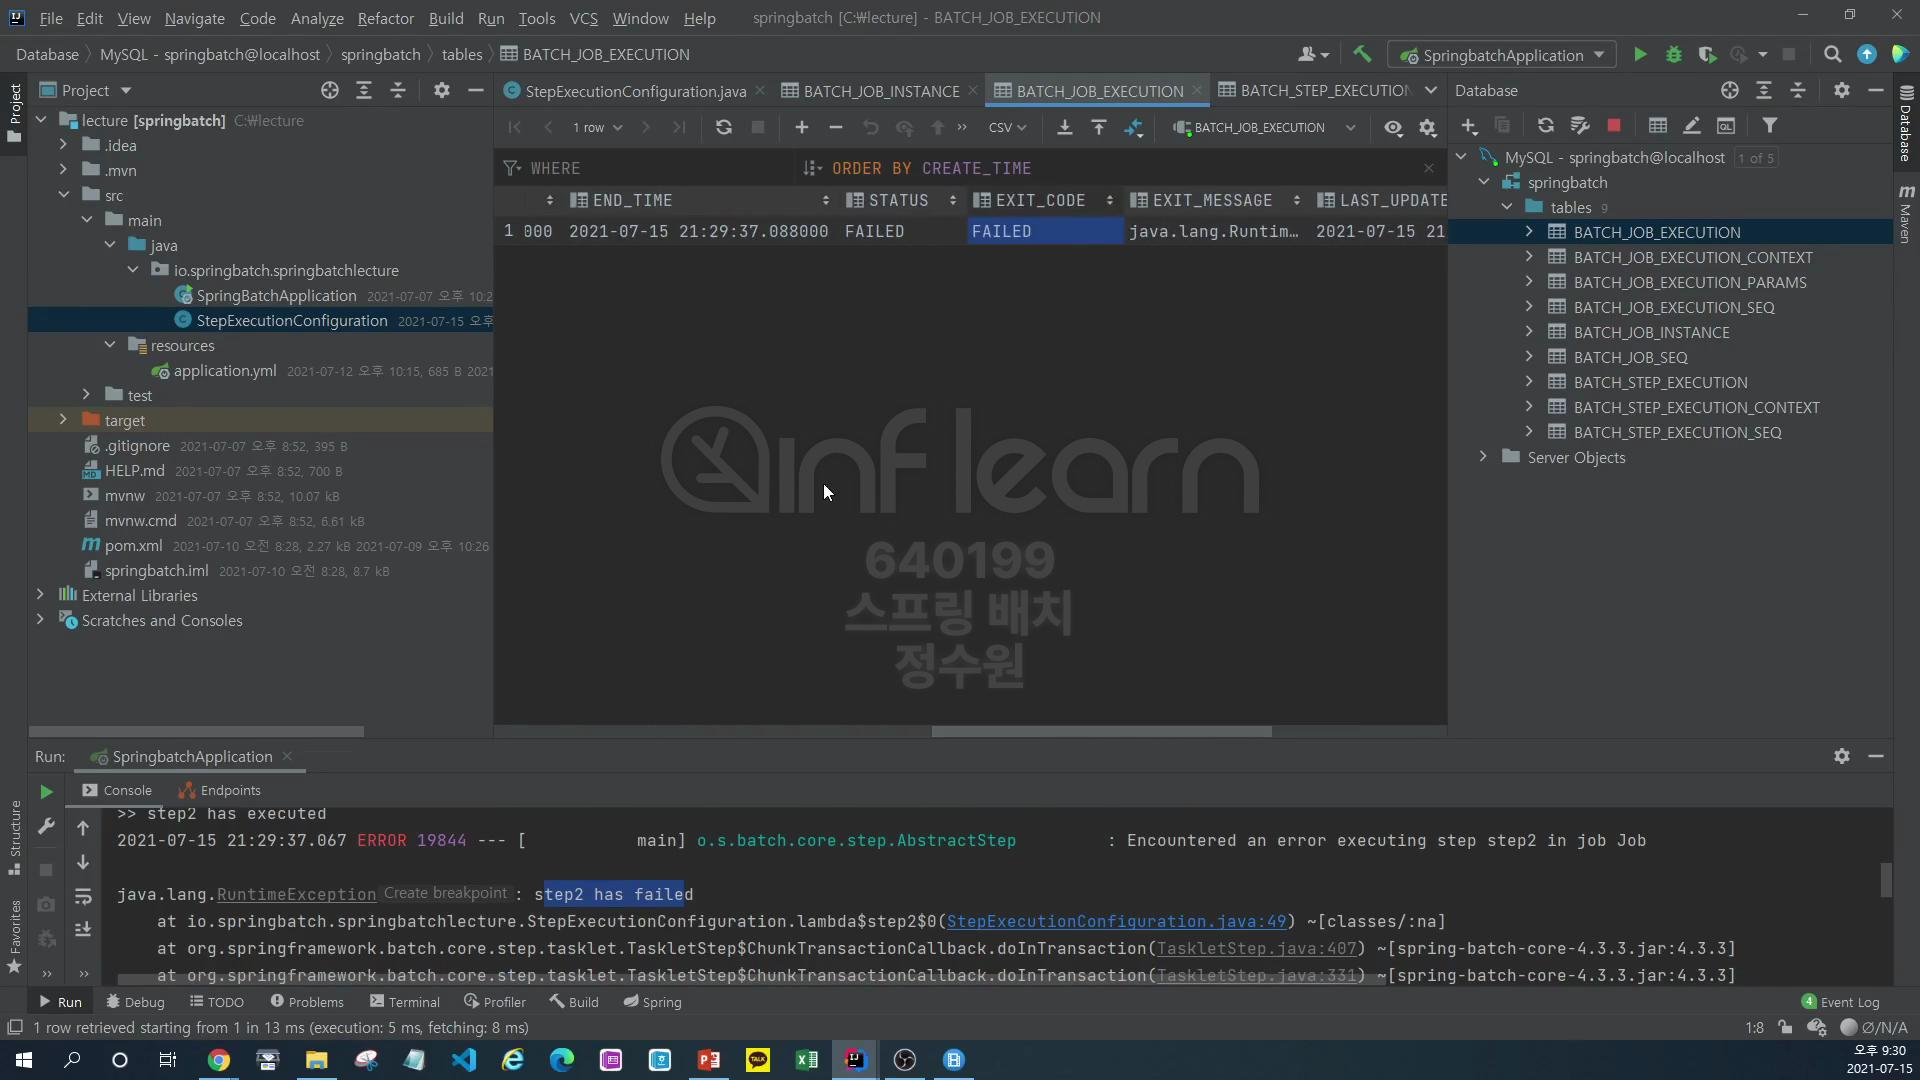 File Edit View Navigate Code Analyze Refactor Build Run Tools VCS Window Help springbatch [C:\lecture] - BATCH_JOB_EXECUTION
Database MySQL - springbatch@localhost springbatch tables BATCH_JOB_EXECUTION SpringbatchApplication
Project
StepExecutionConfiguration.java BATCH_JOB_INSTANCE BATCH_JOB_EXECUTION BATCH_STEP_EXECUTION
1 row CSV BATCH_JOB_EXECUTION
WHERE ORDER BY CREATE_TIME
END_TIME STATUS EXIT_CODE EXIT_MESSAGE LAST_UPDATE
1 000 2021-07-15 21:29:37.088000 FAILED FAILED java.lang.Runtim… 2021-07-15 21
lecture [springbatch] C:\lecture
.idea
.mvn
src
main
java
io.springbatch.springbatchlecture
SpringBatchApplication 2021-07-07 오후 10:2
StepExecutionConfiguration 2021-07-15 오후
resources
application.yml 2021-07-12 오후 10:15, 685 B 2021
test
target
.gitignore 2021-07-07 오후 8:52, 395 B
HELP.md 2021-07-07 오후 8:52, 700 B
mvnw 2021-07-07 오후 8:52, 10.07 kB
mvnw.cmd 2021-07-07 오후 8:52, 6.61 kB
pom.xml 2021-07-10 오전 8:28, 2.27 kB 2021-07-09 오후 10:26
springbatch.iml 2021-07-10 오전 8:28, 8.7 kB
External Libraries
Scratches and Consoles
inflearn
640199
스프링 배치
정수원
Database
MySQL - springbatch@localhost 1 of 5
springbatch
tables 9
BATCH_JOB_EXECUTION
BATCH_JOB_EXECUTION_CONTEXT
BATCH_JOB_EXECUTION_PARAMS
BATCH_JOB_EXECUTION_SEQ
BATCH_JOB_INSTANCE
BATCH_JOB_SEQ
BATCH_STEP_EXECUTION
BATCH_STEP_EXECUTION_CONTEXT
BATCH_STEP_EXECUTION_SEQ
Server Objects
Project
Structure
Favorites
Database
Maven
Run: SpringbatchApplication
Console Endpoints
>> step2 has executed
2021-07-15 21:29:37.067 ERROR 19844 --- [ main] o.s.batch.core.step.AbstractStep : Encountered an error executing step step2 in job Job
java.lang.RuntimeException Create breakpoint : step2 has failed
at io.springbatch.springbatchlecture.StepExecutionConfiguration.lambda$step2$0(StepExecutionConfiguration.java:49) ~[classes/:na]
at org.springframework.batch.core.step.tasklet.TaskletStep$ChunkTransactionCallback.doInTransaction(TaskletStep.java:407) ~[spring-batch-core-4.3.3.jar:4.3.3]
at org.springframework.batch.core.step.tasklet.TaskletStep$ChunkTransactionCallback.doInTransaction(TaskletStep.java:331) ~[spring-batch-core-4.3.3.jar:4.3.3]
Run Debug TODO Problems Terminal Profiler Build Spring 4 Event Log
1 row retrieved starting from 1 in 13 ms (execution: 5 ms, fetching: 8 ms) 1:8 Ø/N/A
오후 9:30
2021-07-15